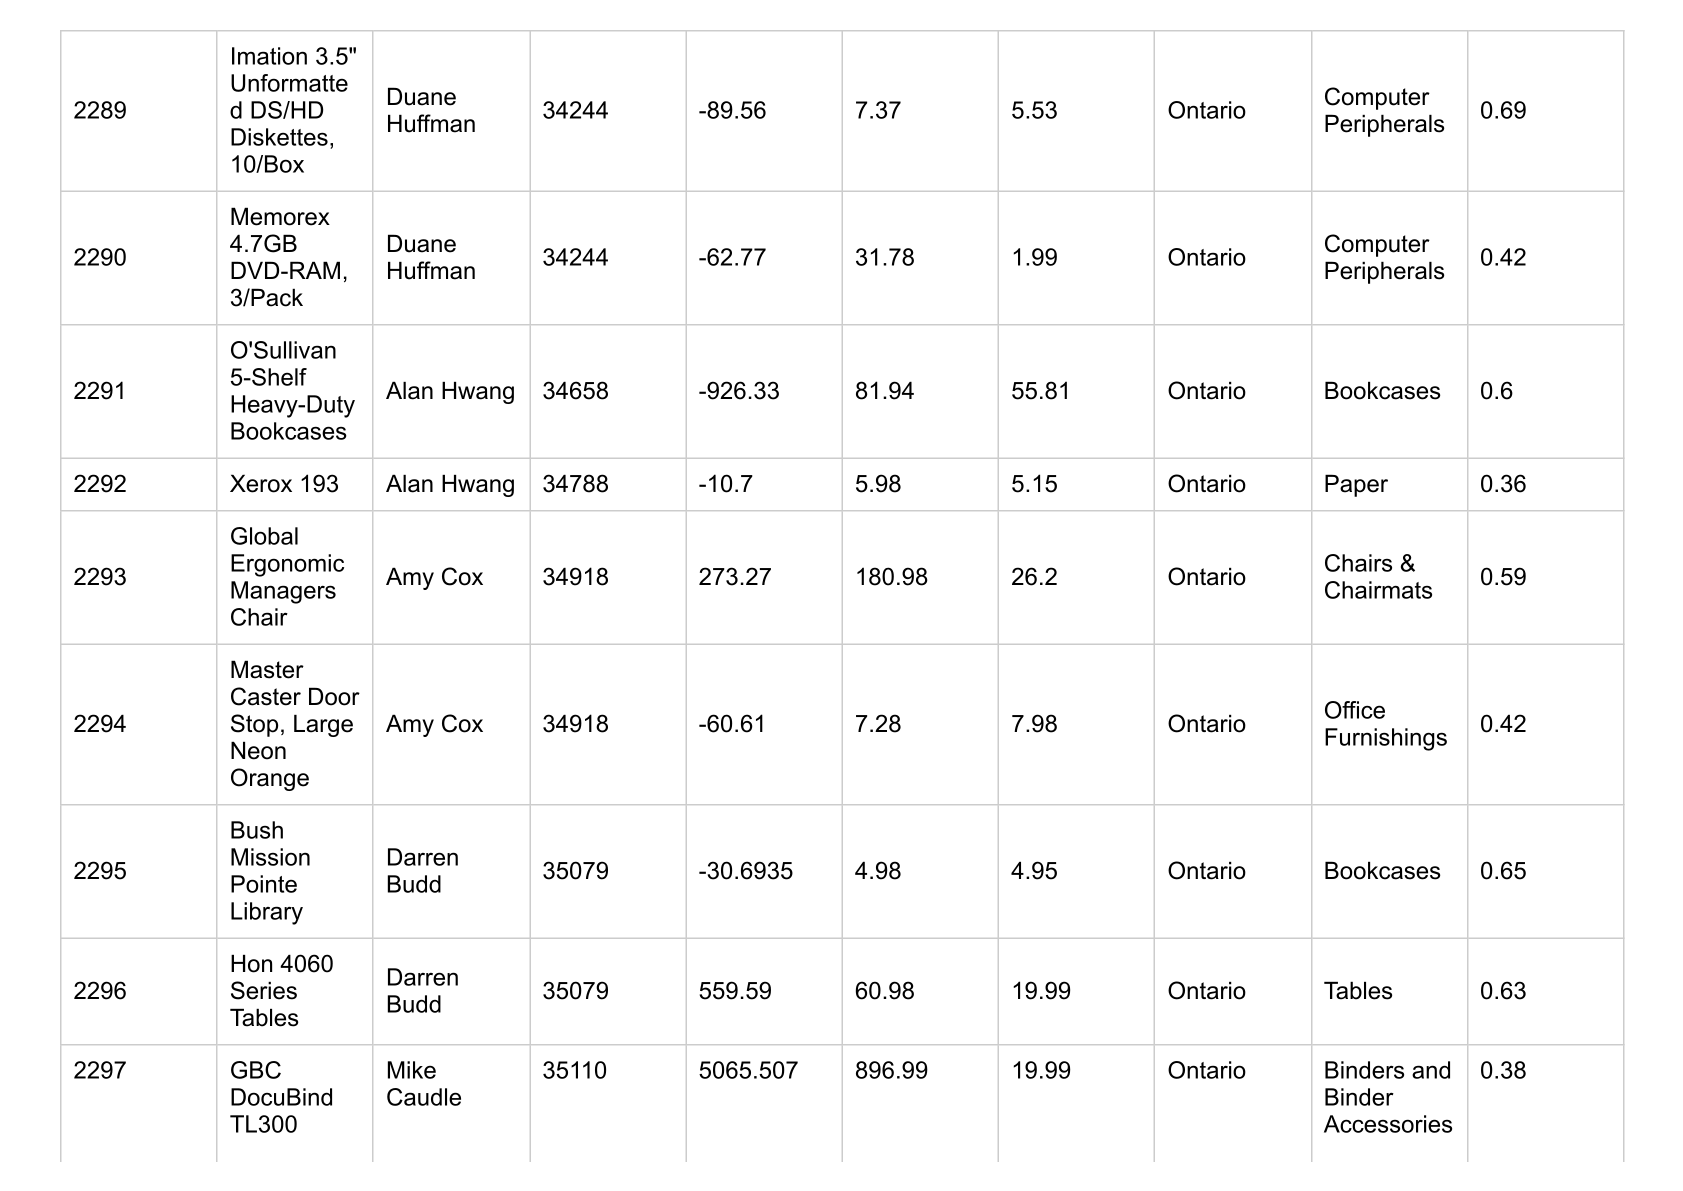 2289
Imation 3.5"
Unformatte
d DS/HD
Diskettes,
10/Box
Duane
Huffman
34244
-89.56
7.37
5.53
Ontario
Computer
Peripherals
0.69
2290
Memorex
4.7GB
DVD-RAM,
3/Pack
Duane
Huffman
34244
-62.77
31.78
1.99
Ontario
Computer
Peripherals
0.42
2291
O'Sullivan
5-Shelf
Heavy-Duty
Bookcases
Alan Hwang
34658
-926.33
81.94
55.81
Ontario
Bookcases
0.6
2292
Xerox 193
Alan Hwang
34788
-10.7
5.98
5.15
Ontario
Paper
0.36
2293
Global
Ergonomic
Managers
Chair
Amy Cox
34918
273.27
180.98
26.2
Ontario
Chairs &
Chairmats
0.59
2294
Master
Caster Door
Stop, Large
Neon
Orange
Amy Cox
34918
-60.61
7.28
7.98
Ontario
Office
Furnishings
0.42
2295
Bush
Mission
Pointe
Library
Darren
Budd
35079
-30.6935
4.98
4.95
Ontario
Bookcases
0.65
2296
Hon 4060
Series
Tables
Darren
Budd
35079
559.59
60.98
19.99
Ontario
Tables
0.63
2297
GBC
DocuBind
TL300
Mike
Caudle
35110
5065.507
896.99
19.99
Ontario
Binders and
Binder
Accessories
0.38